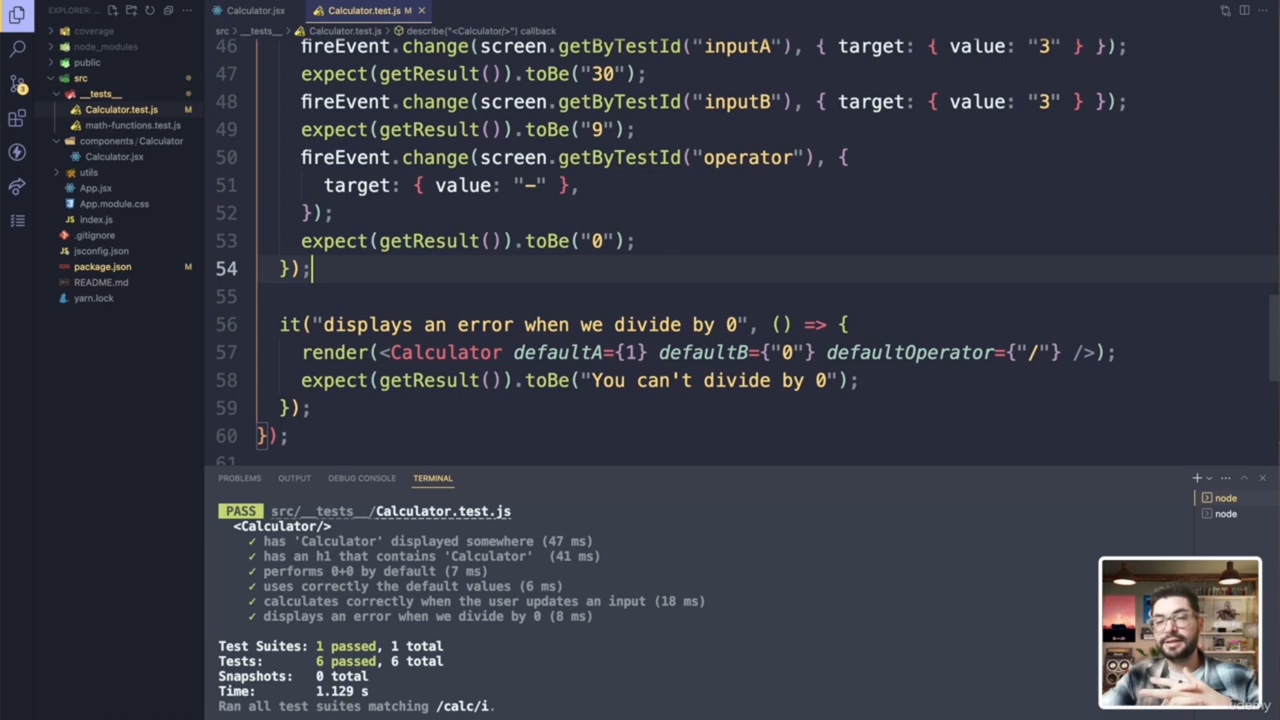 EXPLORER: ...
coverage
node_modules
public
src
__tests__
Calculator.test.js M
math-functions.test.js
components/Calculator
Calculator.jsx
utils
App.jsx
App.module.css
index.js
.gitignore
jsconfig.json
package.json M
README.md
yarn.lock
Calculator.jsx
Calculator.test.js M
src > __tests__ > Calculator.test.js > describe("<Calculator/>") callback
46 fireEvent.change(screen.getByTestId("inputA"), { target: { value: "3" } });
47 expect(getResult()).toBe("30");
48 fireEvent.change(screen.getByTestId("inputB"), { target: { value: "3" } });
49 expect(getResult()).toBe("9");
50 fireEvent.change(screen.getByTestId("operator"), {
51 target: { value: "-" },
52 });
53 expect(getResult()).toBe("0");
54 });
55
56 it("displays an error when we divide by 0", () => {
57 render(<Calculator defaultA={1} defaultB={"0"} defaultOperator={"/"} />);
58 expect(getResult()).toBe("You can't divide by 0");
59 });
60 });
61
PROBLEMS OUTPUT DEBUG CONSOLE TERMINAL
PASS src/__tests__/Calculator.test.js
<Calculator/>
✓ has 'Calculator' displayed somewhere (47 ms)
✓ has an h1 that contains 'Calculator' (41 ms)
✓ performs 0+0 by default (7 ms)
✓ uses correctly the default values (6 ms)
✓ calculates correctly when the user updates an input (18 ms)
✓ displays an error when we divide by 0 (8 ms)
Test Suites: 1 passed, 1 total
Tests: 6 passed, 6 total
Snapshots: 0 total
Time: 1.129 s
Ran all test suites matching /calc/i.
node
node
udemy